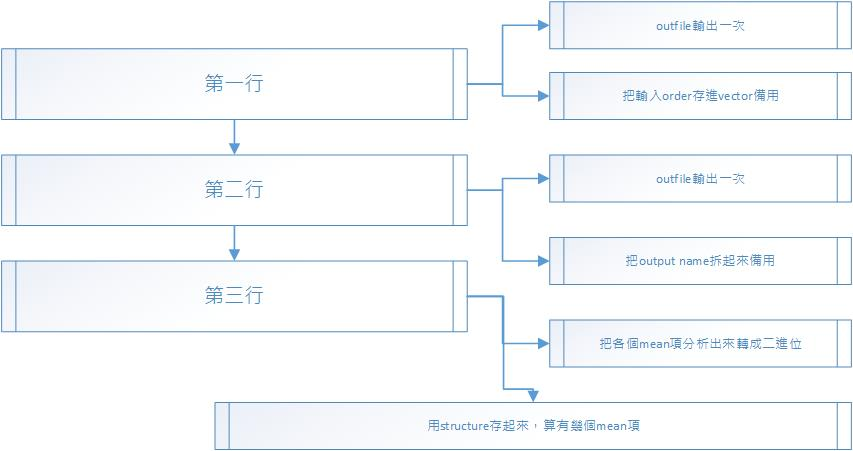 第一行
outfile輸出一次
把輸入order存進vector備用
第二行
outfile輸出一次
把output name拆起來備用
第三行
把各個mean項分析出來轉成二進位
用structure存起來，算有幾個mean項